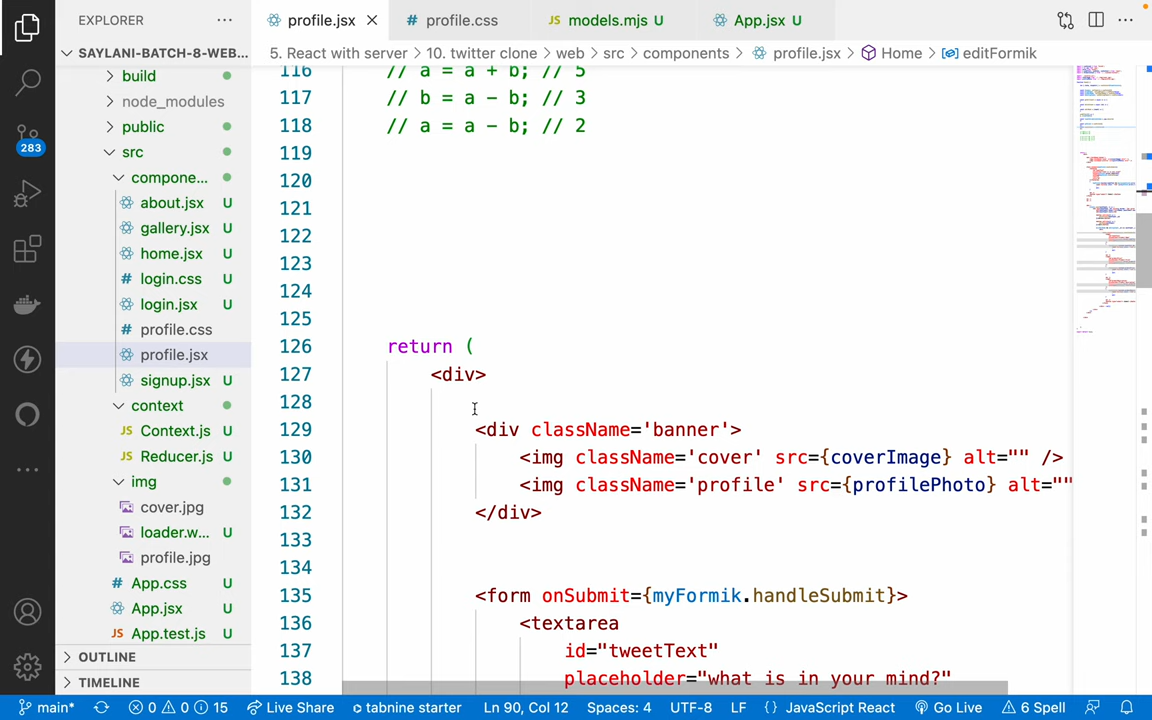 EXPLORER
profile.jsx
profile.css
models.mjs U
App.jsx U
SAYLANI-BATCH-8-WEB...
5. React with server > 10. twitter clone > web > src > components > profile.jsx > Home > editFormik
build
node_modules
public
src
compone...
about.jsx U
gallery.jsx U
home.jsx U
login.css U
login.jsx U
profile.css
profile.jsx
signup.jsx U
context
Context.js U
Reducer.js U
img
cover.jpg
loader.w... U
profile.jpg
App.css U
App.jsx U
App.test.js U
OUTLINE
TIMELINE
283
116 // a = a + b; // 5
117 // b = a - b; // 3
118 // a = a - b; // 2
119
120
121
122
123
124
125
126 return (
127 <div>
128
129 <div className='banner'>
130 <img className='cover' src={coverImage} alt="" />
131 <img className='profile' src={profilePhoto} alt=""
132 </div>
133
134
135 <form onSubmit={myFormik.handleSubmit}>
136 <textarea
137 id="tweetText"
138 placeholder="what is in your mind?"
main* 0 0 15 Live Share tabnine starter Ln 90, Col 12 Spaces: 4 UTF-8 LF {} JavaScript React Go Live 6 Spell